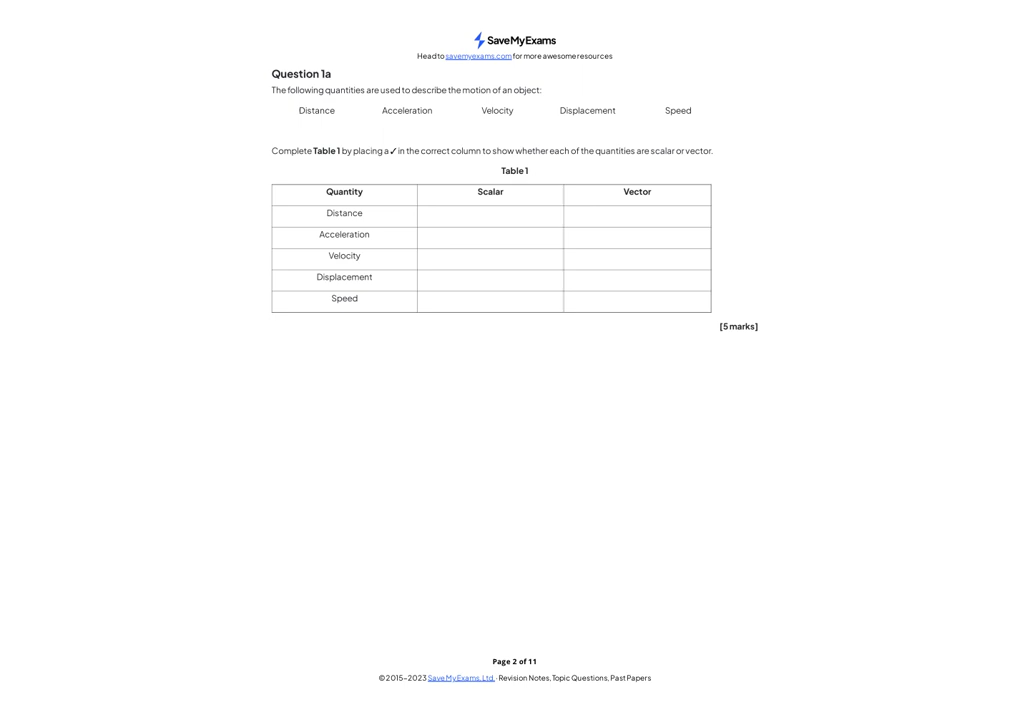 SaveMyExams
Head to savemyexams.com for more awesome resources
Question 1a
The following quantities are used to describe the motion of an object:
Distance Acceleration Velocity Displacement Speed
Complete Table 1 by placing a ✓ in the correct column to show whether each of the quantities are scalar or vector.
Table 1
Quantity Scalar Vector
Distance
Acceleration
Velocity
Displacement
Speed
[5 marks]
Page 2 of 11
©2015-2023 Save My Exams, Ltd. · Revision Notes, Topic Questions, Past Papers